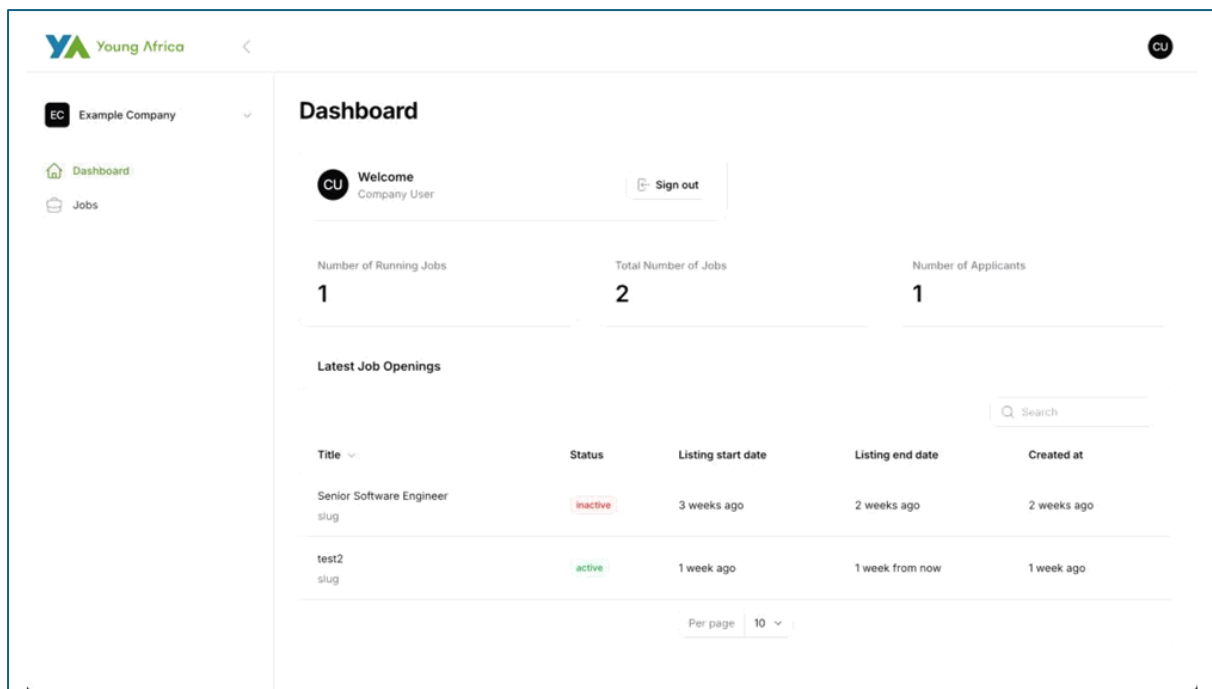 YA Young Africa
CU
EC Example Company
Dashboard
Jobs
Dashboard
CU
Welcome
Company User
Sign out
Number of Running Jobs
1
Total Number of Jobs
2
Number of Applicants
1
Latest Job Openings
Search
Title Status Listing start date Listing end date Created at
Senior Software Engineer
slug
inactive 3 weeks ago 2 weeks ago 2 weeks ago
test2
slug
active 1 week ago 1 week from now 1 week ago
Per page 10